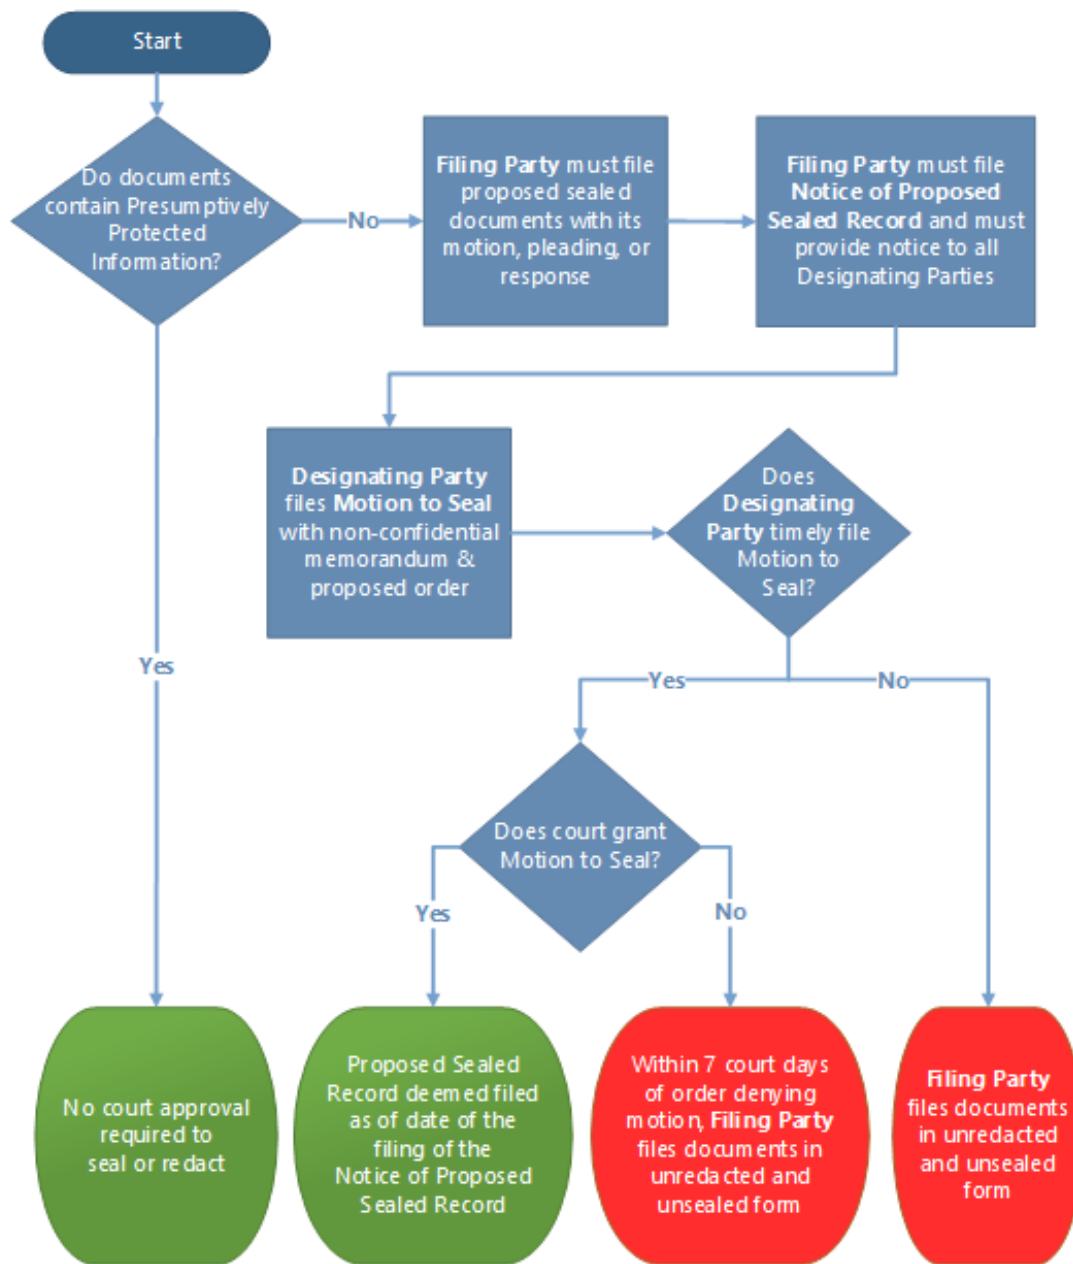 Start
Do documents
contain Presumptively
Protected
Information?
No
Filing Party must file
proposed sealed
documents with its
motion, pleading, or
response
Filing Party must file
Notice of Proposed
Sealed Record and must
provide notice to all
Designating Parties
Designating Party
files Motion to Seal
with non-confidential
memorandum &
proposed order
Does
Designating
Party timely file
Motion to
Seal?
Yes
Yes
No
Does court grant
Motion to Seal?
Yes
No
No court approval
required to
seal or redact
Proposed Sealed
Record deemed filed
as of date of the
filing of the
Notice of Proposed
Sealed Record
Within 7 court days
of order denying
motion, Filing Party
files documents in
unredacted and
unsealed form
Filing Party
files documents
in unredacted
and unsealed
form